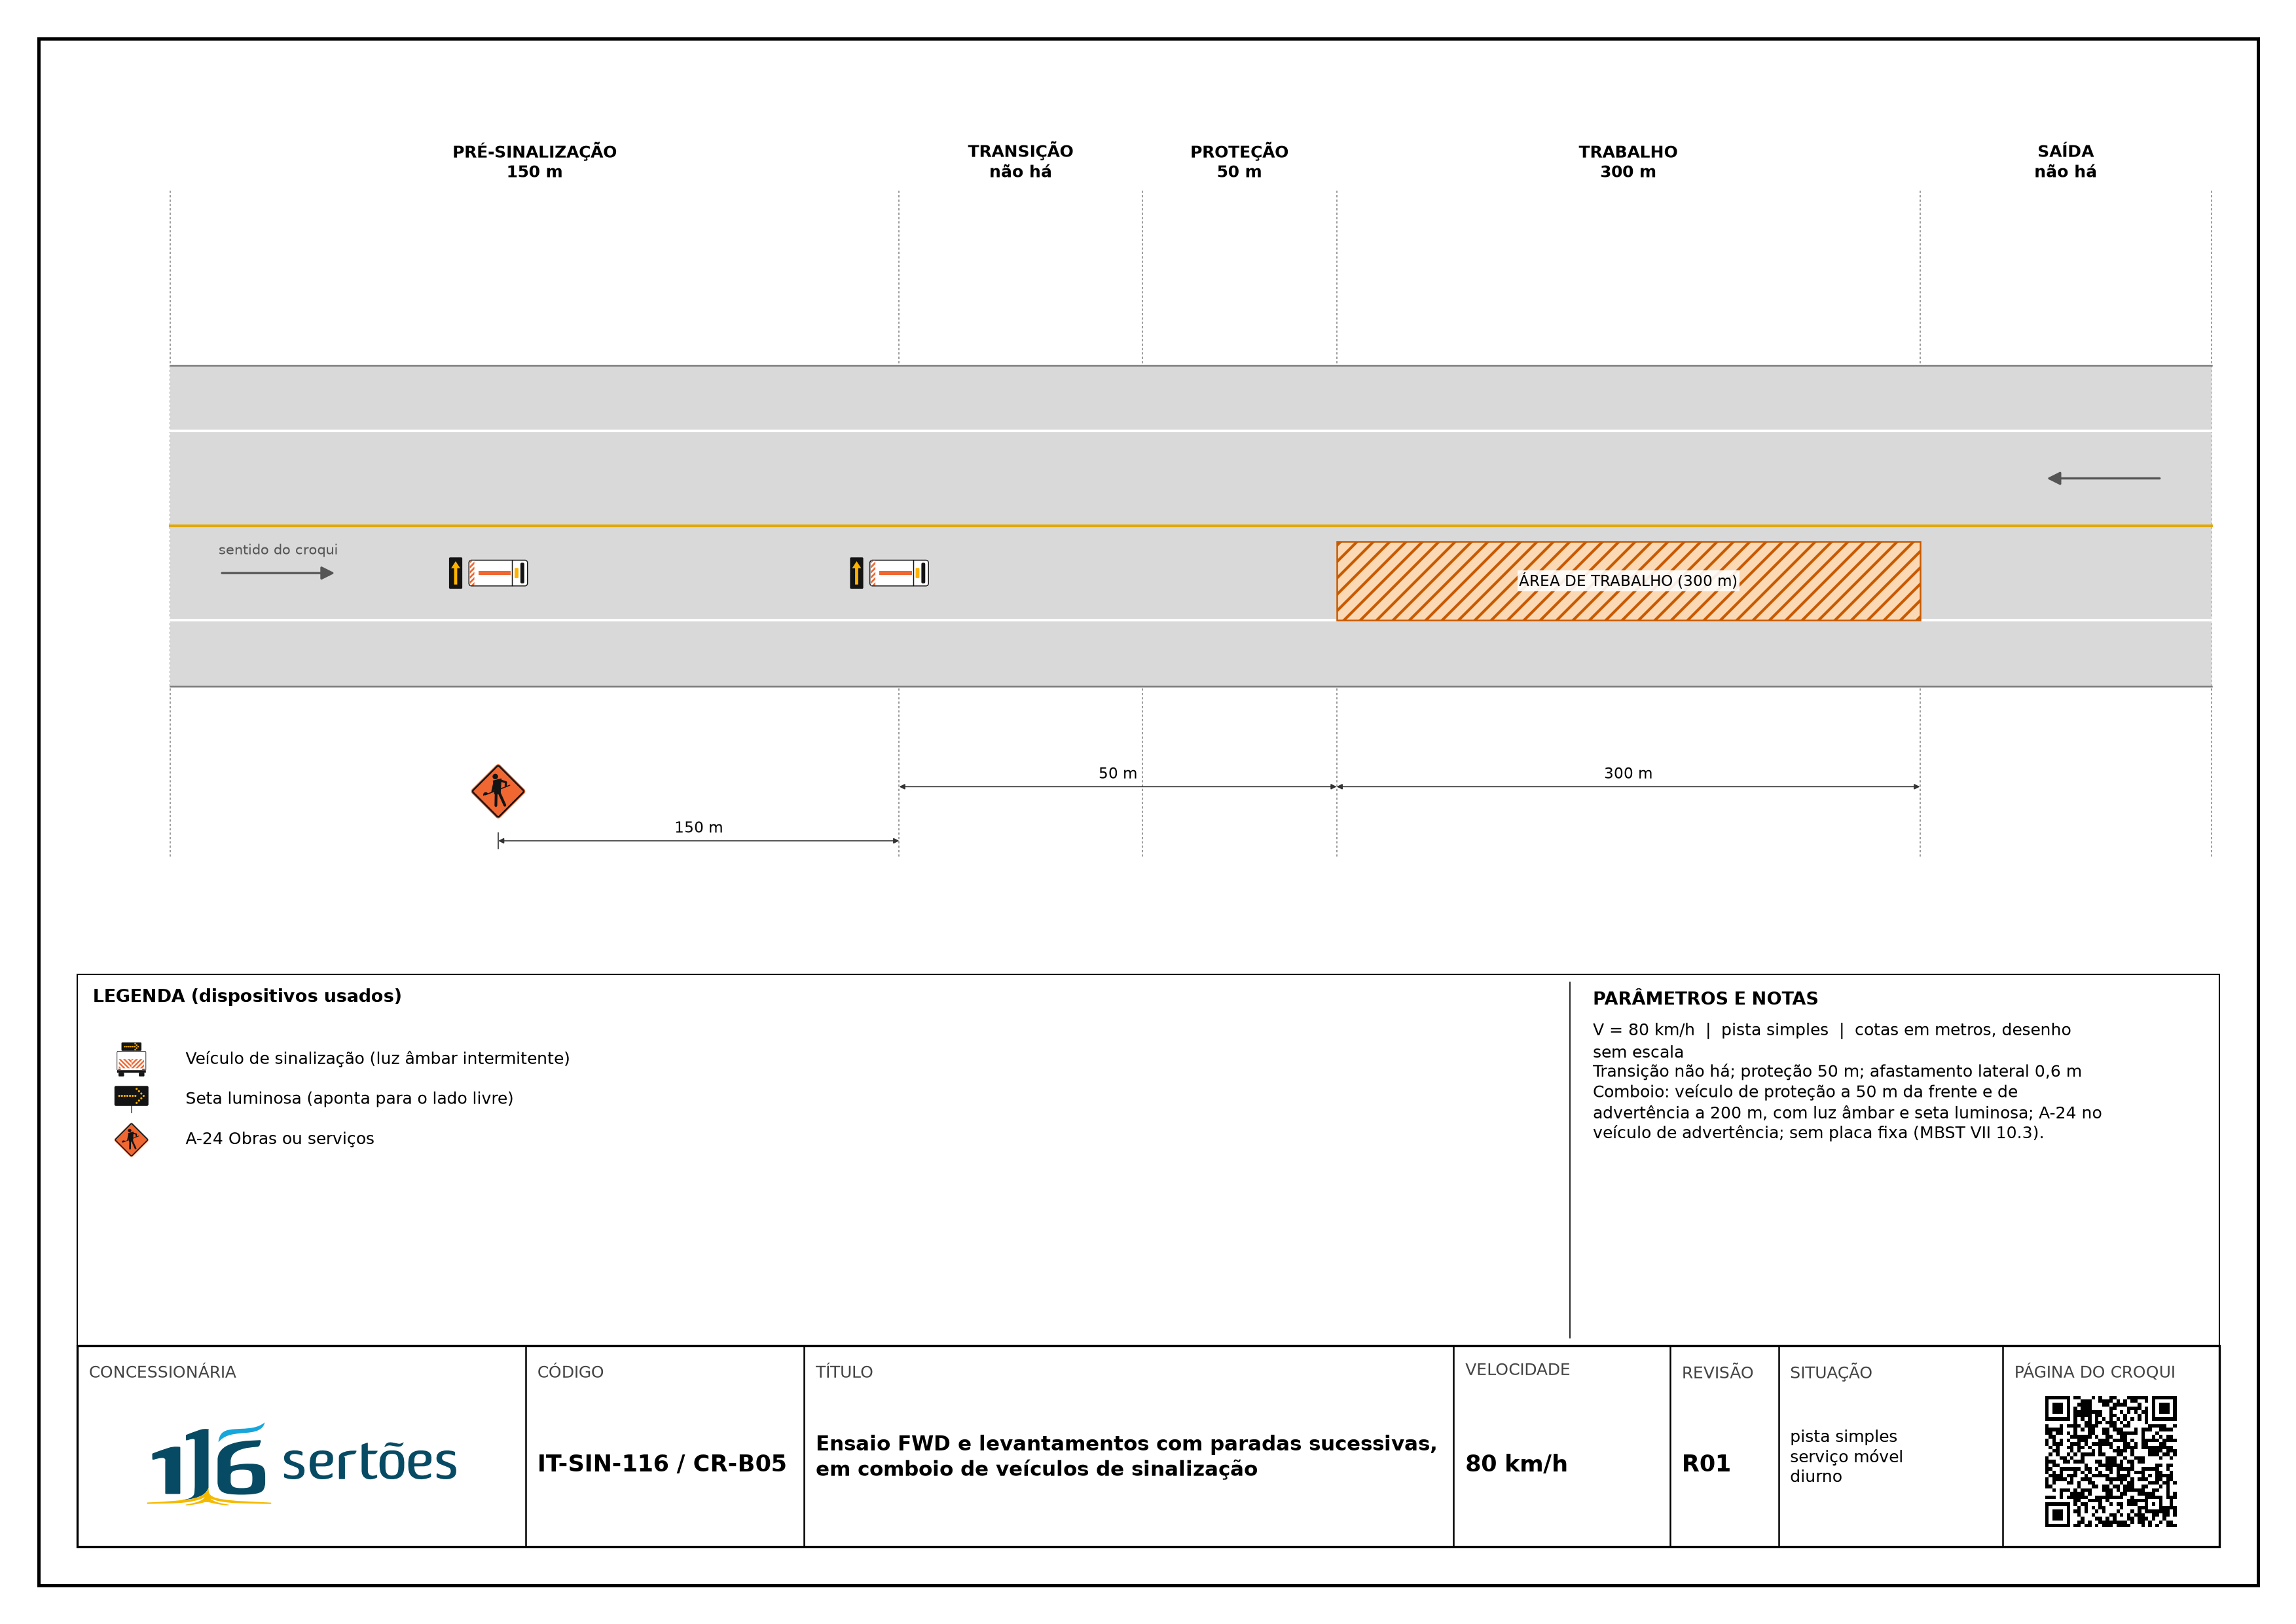 PRÉ-SINALIZAÇÃO
150 m
TRANSIÇÃO
não há
PROTEÇÃO
50 m
TRABALHO
300 m
SAÍDA
não há
sentido do croqui
ÁREA DE TRABALHO (300 m)
50 m
300 m
150 m
LEGENDA (dispositivos usados)
Veículo de sinalização (luz âmbar intermitente)
Seta luminosa (aponta para o lado livre)
A-24 Obras ou serviços
PARÂMETROS E NOTAS
V = 80 km/h | pista simples | cotas em metros, desenho
sem escala
Transição não há; proteção 50 m; afastamento lateral 0,6 m
Comboio: veículo de proteção a 50 m da frente e de
advertência a 200 m, com luz âmbar e seta luminosa; A-24 no
veículo de advertência; sem placa fixa (MBST VII 10.3).
CONCESSIONÁRIA
116 sertões
CÓDIGO
IT-SIN-116 / CR-B05
TÍTULO
Ensaio FWD e levantamentos com paradas sucessivas,
em comboio de veículos de sinalização
VELOCIDADE
80 km/h
REVISÃO
R01
SITUAÇÃO
pista simples
serviço móvel
diurno
PÁGINA DO CROQUI